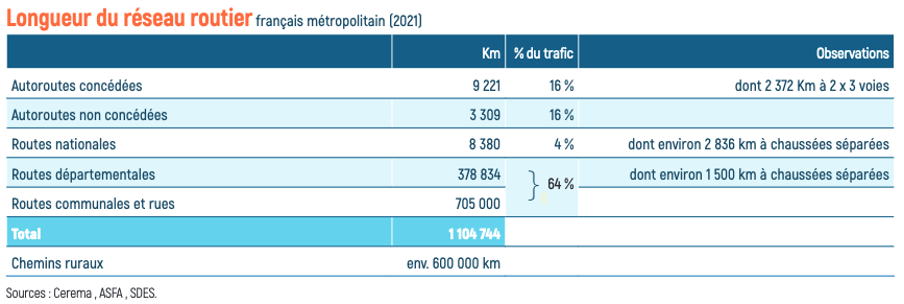 Longueur du réseau routier français métropolitain (2021)
Km % du trafic Observations
Autoroutes concédées 9 221 16 % dont 2 372 Km à 2 x 3 voies
Autoroutes non concédées 3 309 16 %
Routes nationales 8 380 4 % dont environ 2 836 km à chaussées séparées
Routes départementales 378 834 dont environ 1 500 km à chaussées séparées
} 64 %
Routes communales et rues 705 000
Total 1 104 744
Chemins ruraux env. 600 000 km
Sources : Cerema , ASFA , SDES.